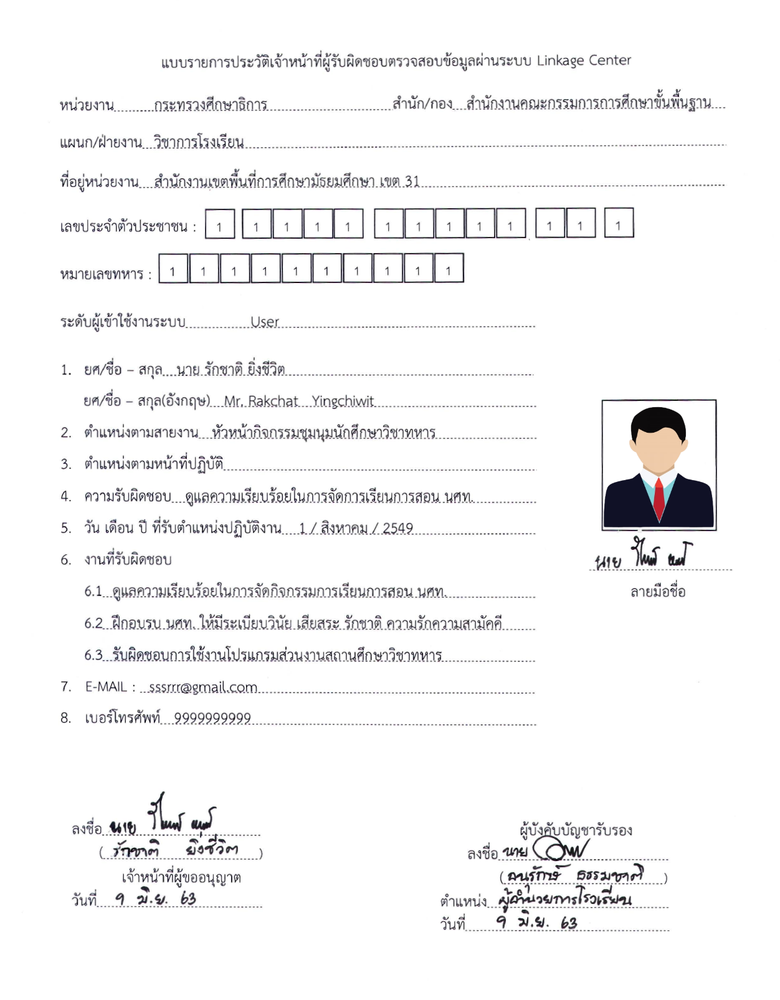 แบบรายการประวัติเจ้าหน้าที่ผู้รับผิดชอบตรวจสอบข้อมูลผ่านระบบ Linkage Center
หน่วยงาน กระทรวงศึกษาธิการ สำนัก/กอง สำนักงานคณะกรรมการการศึกษาขั้นพื้นฐาน
แผนก/ฝ่ายงาน วิชาการโรงเรียน
ที่อยู่หน่วยงาน สำนักงานเขตพื้นที่การศึกษามัธยมศึกษา เขต 31
เลขประจำตัวประชาชน : 1 1 1 1 1 1 1 1 1 1 1 1 1
หมายเลขทหาร : 1 1 1 1 1 1 1 1 1 1
ระดับผู้เข้าใช้งานระบบ User
1. ยศ/ชื่อ – สกุล นาย รักชาติ ยิ่งชีวิต
ยศ/ชื่อ – สกุล(อังกฤษ) Mr. Rakchat Yingchiwit
2. ตำแหน่งตามสายงาน หัวหน้ากิจกรรมชุมนุมนักศึกษาวิชาทหาร
3. ตำแหน่งตามหน้าที่ปฏิบัติ
4. ความรับผิดชอบ ดูแลความเรียบร้อยในการจัดการเรียนการสอน นศท.
5. วัน เดือน ปี ที่รับตำแหน่งปฏิบัติงาน 1 / สิงหาคม / 2549
6. งานที่รับผิดชอบ
นาย
ลายมือชื่อ
6.1 ดูแลความเรียบร้อยในการจัดกิจกรรมการเรียนการสอน นศท.
6.2 ฝึกอบรบ นศท. ให้มีระเบียบวินัย เสียสระ รักชาติ ความรักความสามัคคี
6.3 รับผิดชอบการใช้งานโปรแกรมส่วนงานสถานศึกษาวิชาทหาร
7. E-MAIL : sssrrr@gmail.com
8. เบอร์โทรศัพท์ 9999999999
ลงชื่อ นาย
( รักชาติ ยิ่งชีวิต )
เจ้าหน้าที่ผู้ขออนุญาต
วันที่ ๑ มิ.ย. ๖๓
ผู้บังคับบัญชารับรอง
ลงชื่อ นาย
( อนุรักษ์ ธรรมชาติ )
ตำแหน่ง ผู้อำนวยการโรงเรียน
วันที่ ๑ มิ.ย. ๖๓